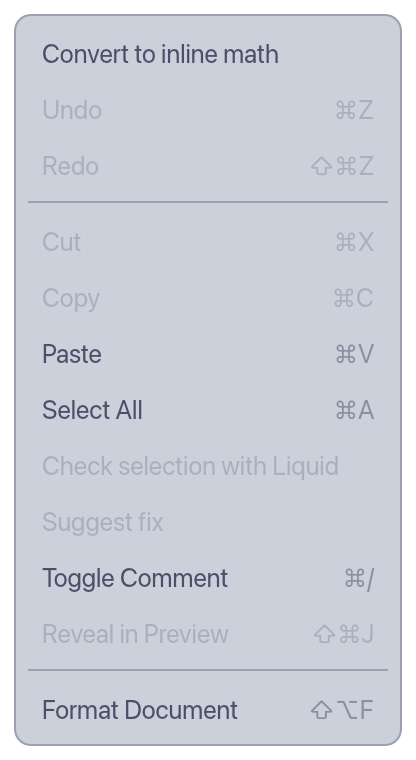 Convert to inline math
Undo ⌘Z
Redo ⇧⌘Z
Cut ⌘X
Copy ⌘C
Paste ⌘V
Select All ⌘A
Check selection with Liquid
Suggest fix
Toggle Comment ⌘/
Reveal in Preview ⇧⌘J
Format Document ⇧⌥F